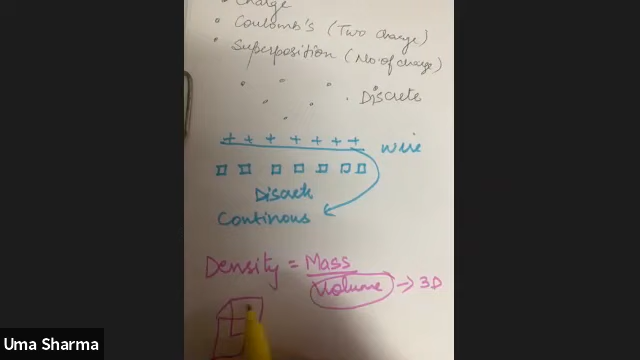 • Charge
• Coulomb's (Two charge)
• Superposition (No. of charge)
Discrete
+ + + + + + +
wire
Discrete
Continous
Density = Mass
Volume → 3D
Uma Sharma